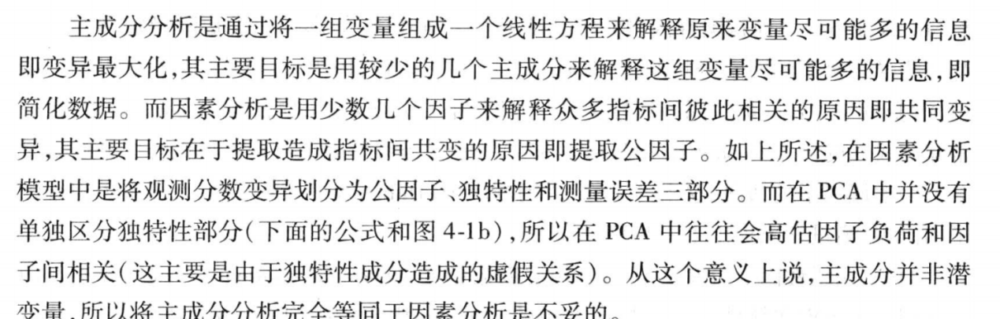 主成分分析是通过将一组变量组成一个线性方程来解释原来变量尽可能多的信息
即变异最大化,其主要目标是用较少的几个主成分来解释这组变量尽可能多的信息,即
简化数据。而因素分析是用少数几个因子来解释众多指标间彼此相关的原因即共同变
异,其主要目标在于提取造成指标间共变的原因即提取公因子。如上所述,在因素分析
模型中是将观测分数变异划分为公因子、独特性和测量误差三部分。而在 PCA 中并没有
单独区分独特性部分(下面的公式和图 4-1b),所以在 PCA 中往往会高估因子负荷和因
子间相关(这主要是由于独特性成分造成的虚假关系)。从这个意义上说,主成分并非潜
变量,所以将主成分分析完全等同于因素分析是不妥的。